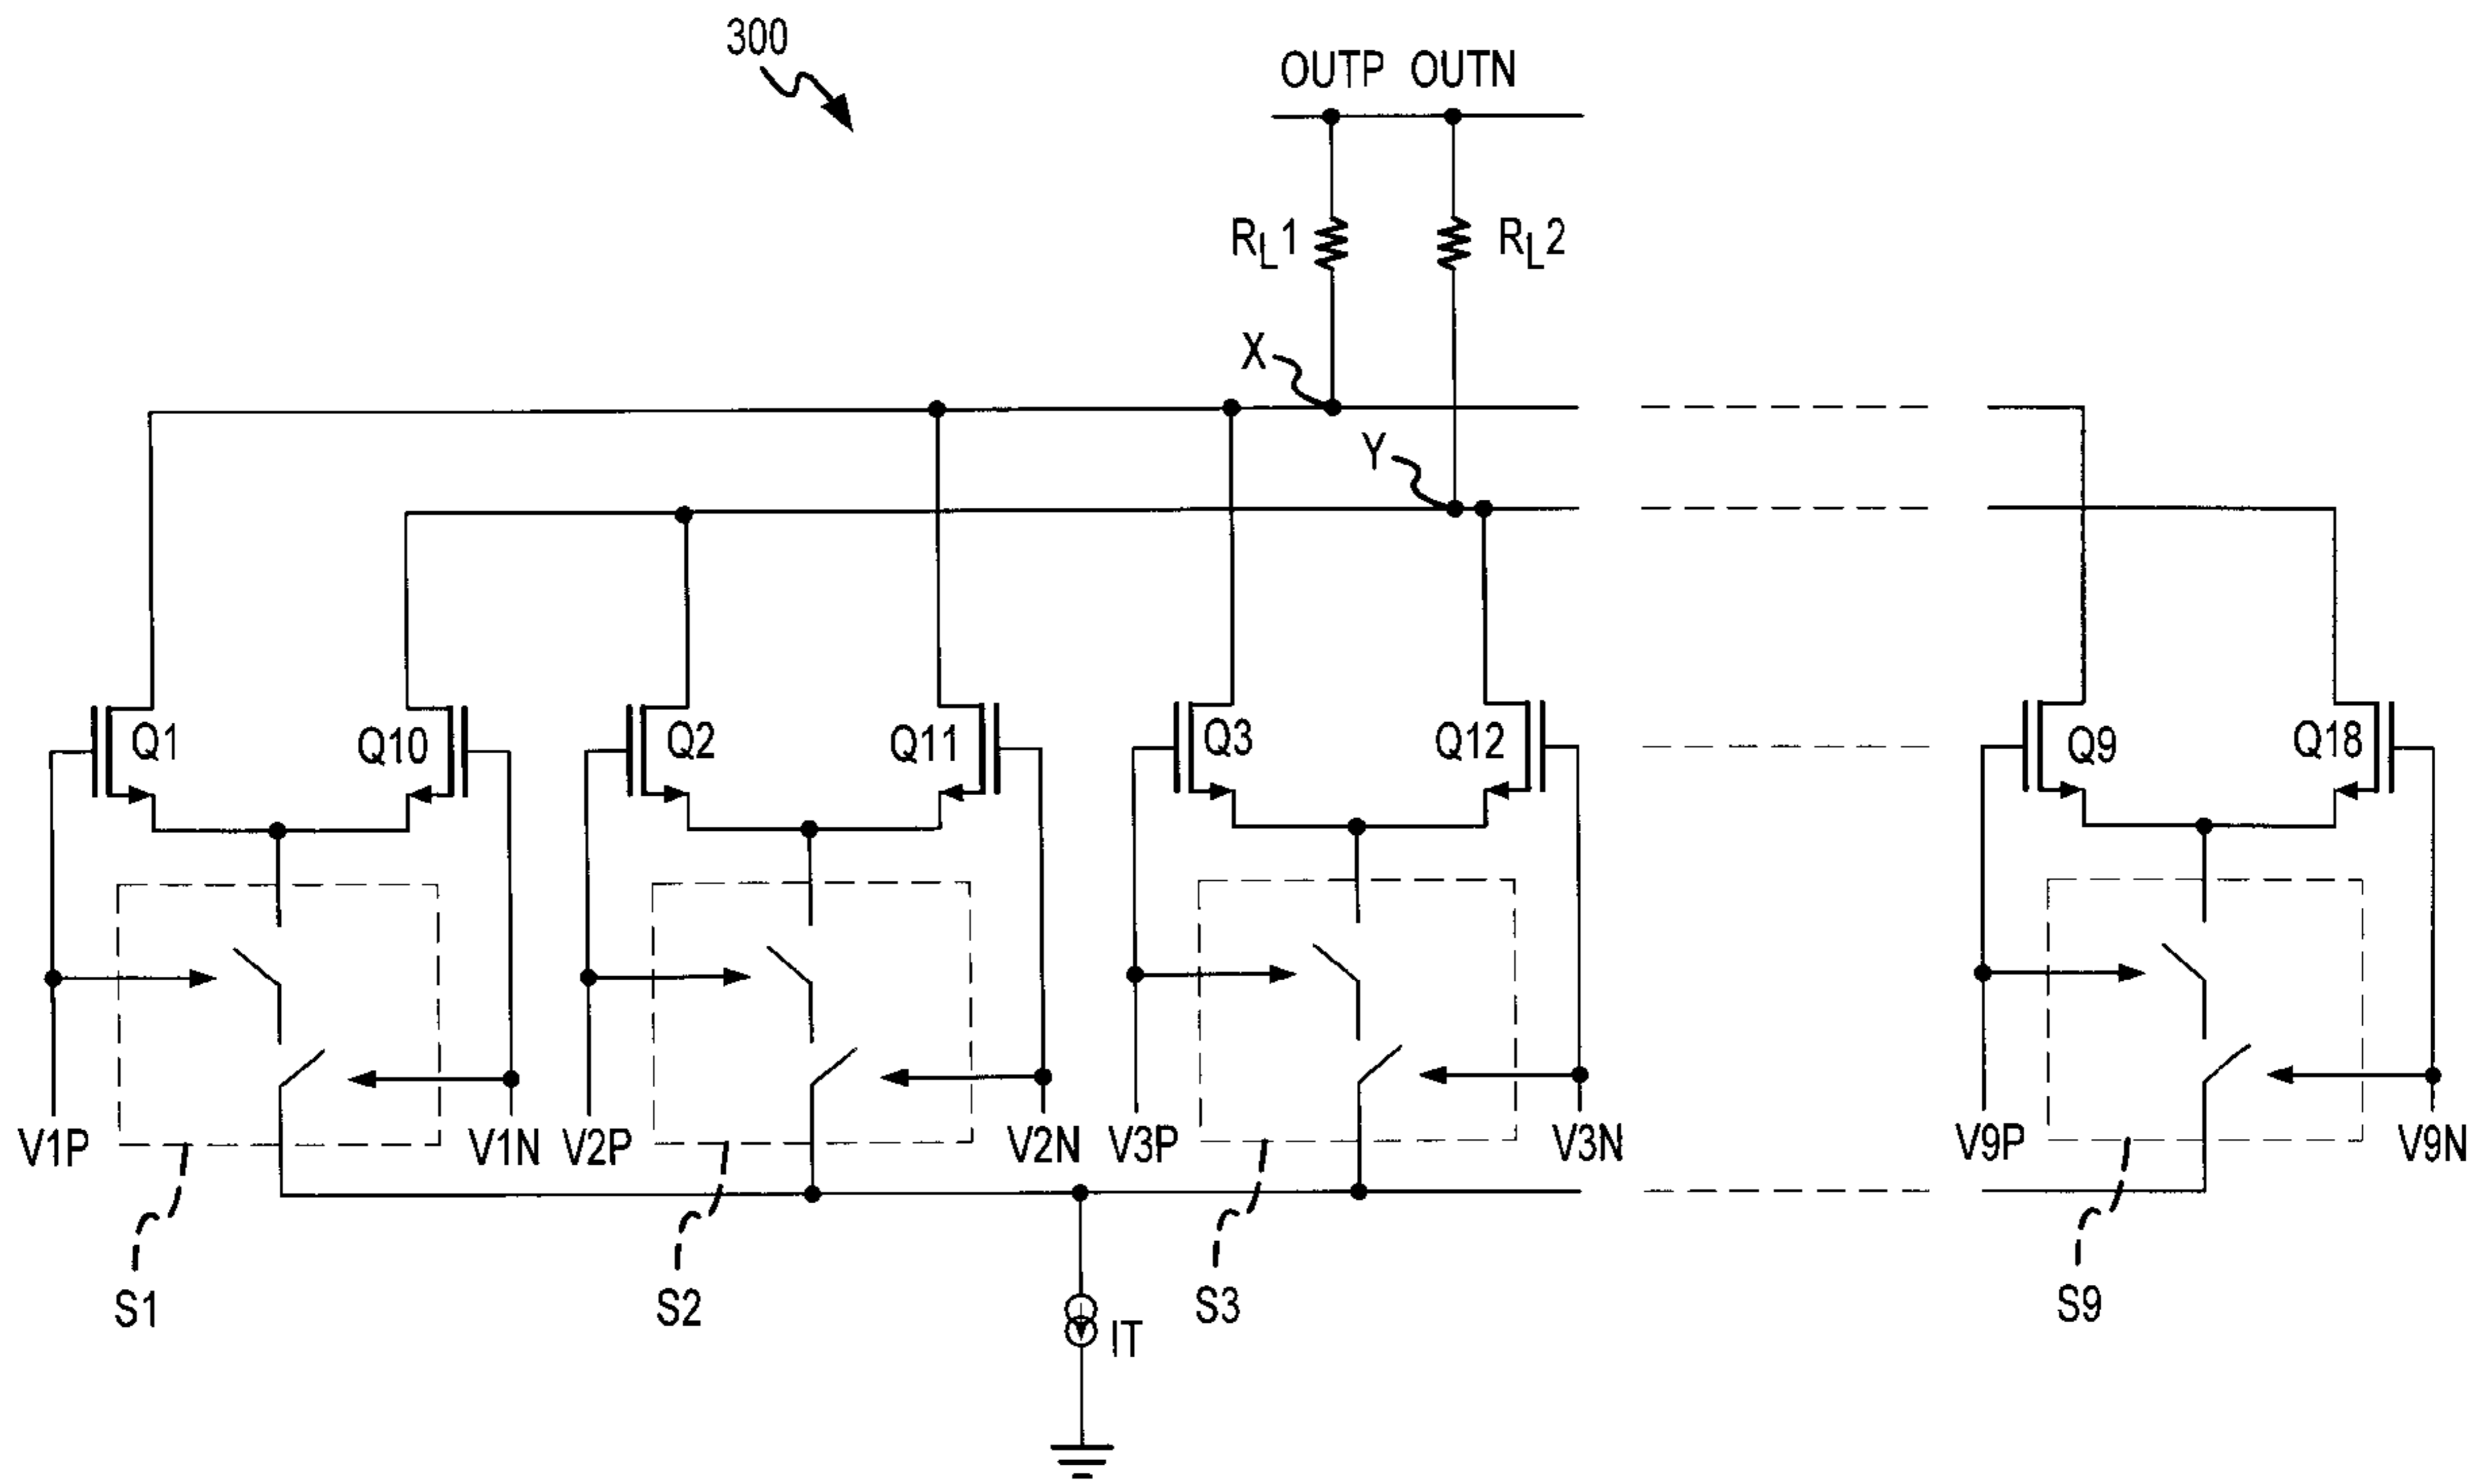 300
OUTP OUTN
RL1 RL2
X
Y
Q1 Q10 Q2 Q11 Q3 Q12 Q9 Q18
V1P V1N V2P V2N V3P V3N V9P V9N
S1 S2 S3 S9
IT